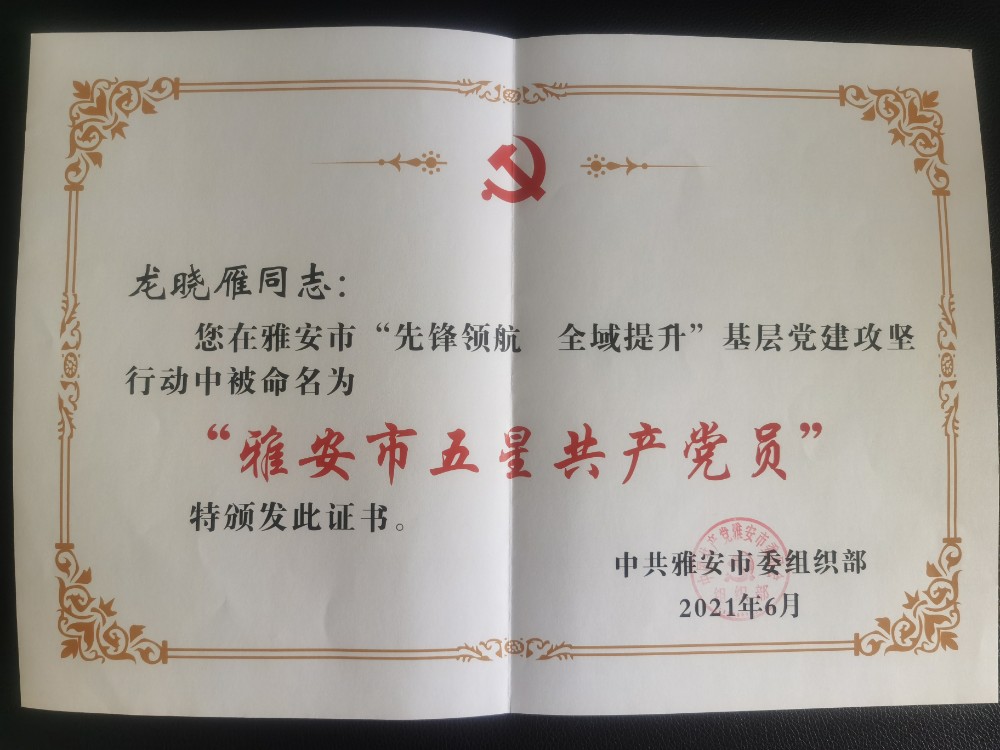 龙晓雁同志：
您在雅安市“先锋领航　全域提升”基层党建攻坚
行动中被命名为
“雅安市五星共产党员”
特颁发此证书。
中共雅安市委组织部
2021年6月